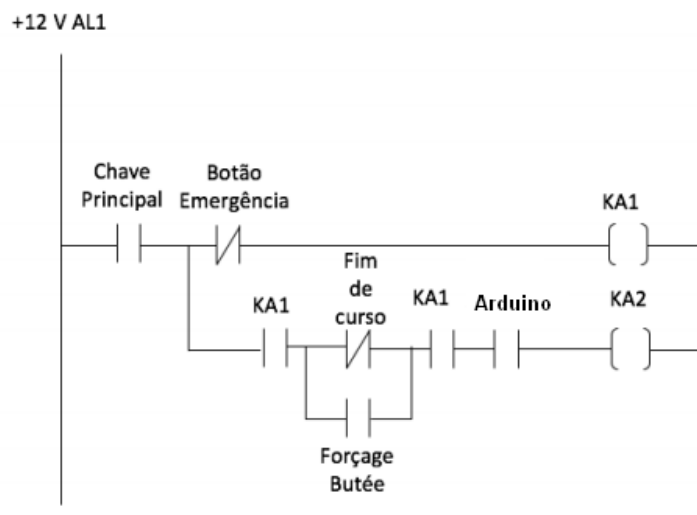 +12 V AL1
Chave
Principal
Botão
Emergência
KA1
Fim
de
curso
KA1
KA1
Arduino
KA2
Forçage
Butée